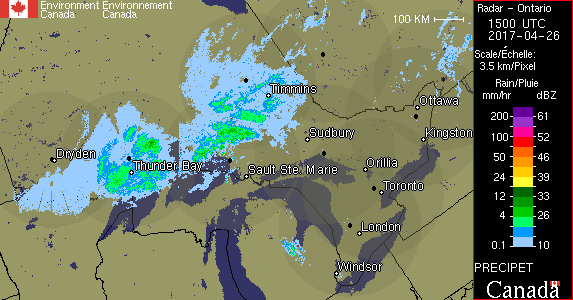 Environment Environnement
Canada Canada
100 KM
Timmins
Ottawa
Sudbury
Kingston
Dryden
Thunder Bay
Sault Ste. Marie
Orillia
Toronto
London
Windsor
Radar - Ontario
1500 UTC
2017-04-26
Scale/Échelle:
3.5 km/Pixel
Rain/Pluie
mm/hr dBZ
200 61
100 52
50 50
46
24 39
12 33
4 26
0.1 10
PRECIPET
Canada